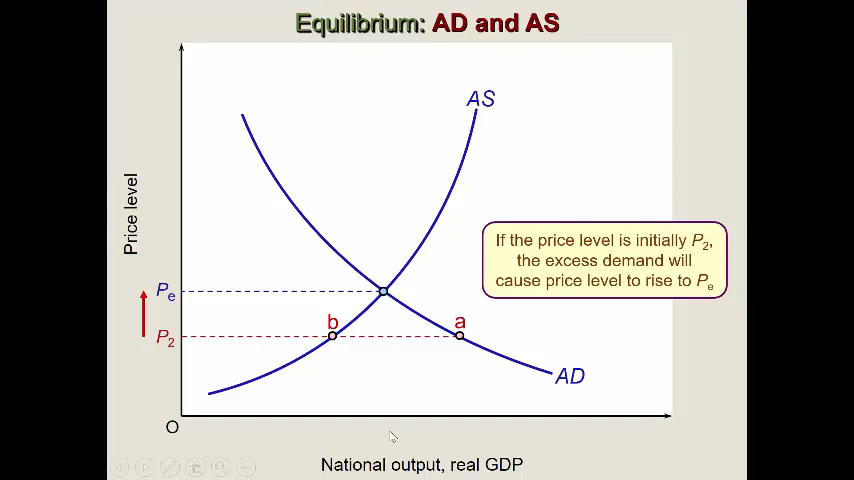 Equilibrium: AD and AS
AS
Price level
If the price level is initially P2,
the excess demand will
cause price level to rise to Pe
Pe
b
a
P2
AD
O
National output, real GDP